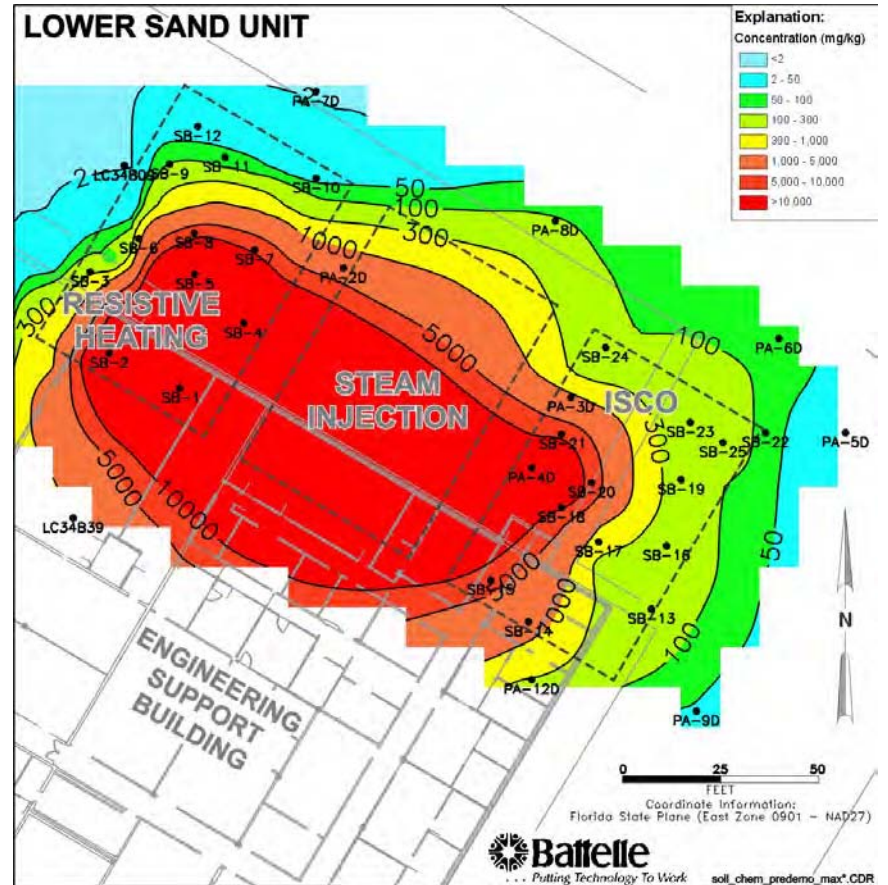 LOWER SAND UNIT
Explanation:
Concentration (mg/kg)
<2
2 - 50
50 - 100
100 - 300
300 - 1,000
1,000 - 5,000
5,000 - 10,000
>10,000
PA-7D
SB-12
SB-11
LC34B09
SB-9
2
SB-10
50
100
300
1000
PA-8D
SB-6
SB-8
SB-7
PA-2D
SB-3
SB-5
300
RESISTIVE
HEATING
SB-4
5000
100
PA-6D
SB-24
SB-2
SB-1
STEAM
INJECTION
PA-3D
ISCO
300
SB-21
SB-23
SB-25
SB-22
PA-5D
PA-4D
SB-20
SB-19
5000
10000
SB-18
LC34B39
SB-17
SB-16
50
SB-15
SB-14
1000
SB-13
100
N
ENGINEERING
SUPPORT
BUILDING
PA-12D
PA-9D
0 25 50
FEET
Coordinate Information:
Florida State Plane (East Zone 0901 - NAD27)
Battelle
... Putting Technology To Work
soil_chem_predemo_max*.CDR